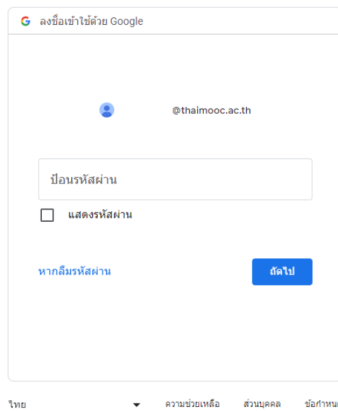 ลงชื่อเข้าใช้ด้วย Google
@thaimooc.ac.th
ป้อนรหัสผ่าน
แสดงรหัสผ่าน
หากลืมรหัสผ่าน
ถัดไป
ไทย ความช่วยเหลือ ส่วนบุคคล